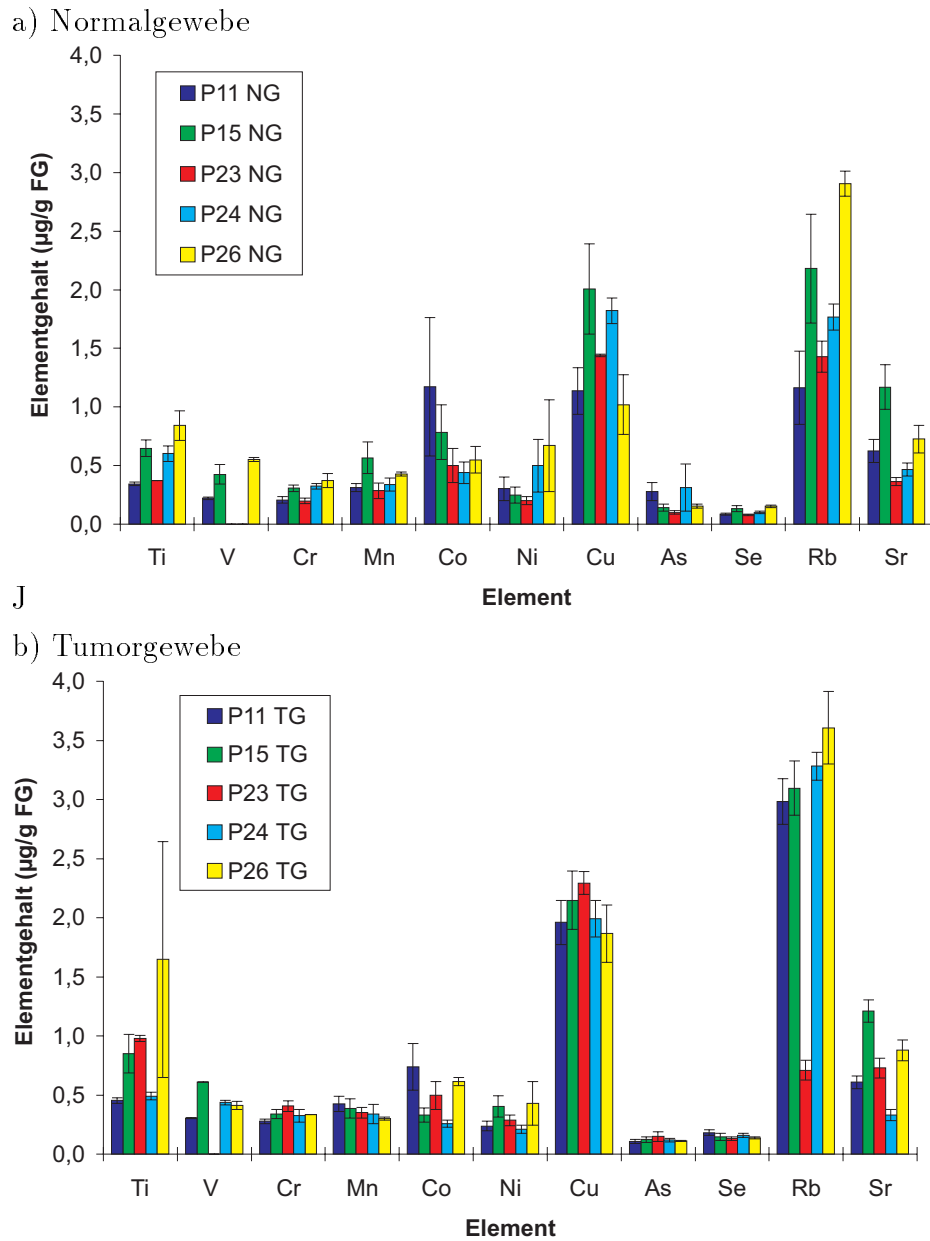 a) Normalgewebe
4,0
3,5
3,0
2,5
2,0
1,5
1,0
0,5
0,0
Elementgehalt (µg/g FG)
P11 NG
P15 NG
P23 NG
P24 NG
P26 NG
Ti V Cr Mn Co Ni Cu As Se Rb Sr
Element
J
b) Tumorgewebe
4,0
3,5
3,0
2,5
2,0
1,5
1,0
0,5
0,0
Elementgehalt (µg/g FG)
P11 TG
P15 TG
P23 TG
P24 TG
P26 TG
Ti V Cr Mn Co Ni Cu As Se Rb Sr
Element